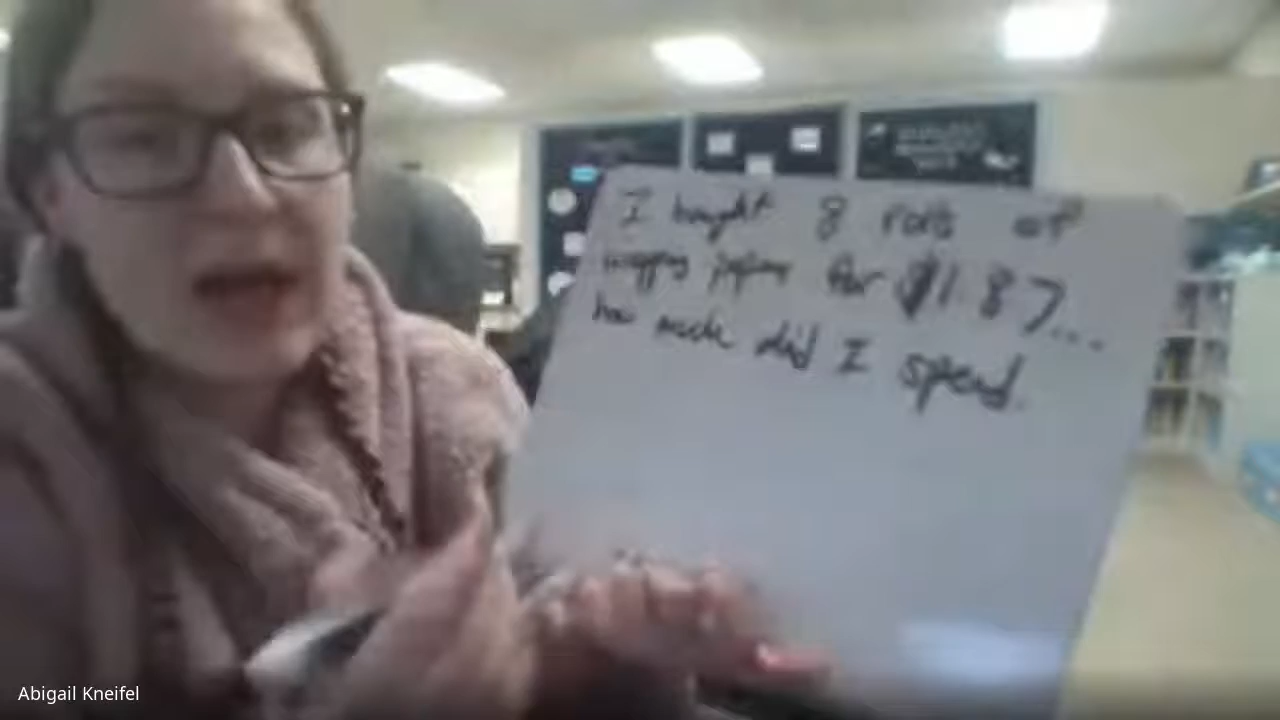 I bought 8 rolls of
wrapping paper for $1.87...
how much did I spend.
Abigail Kneifel